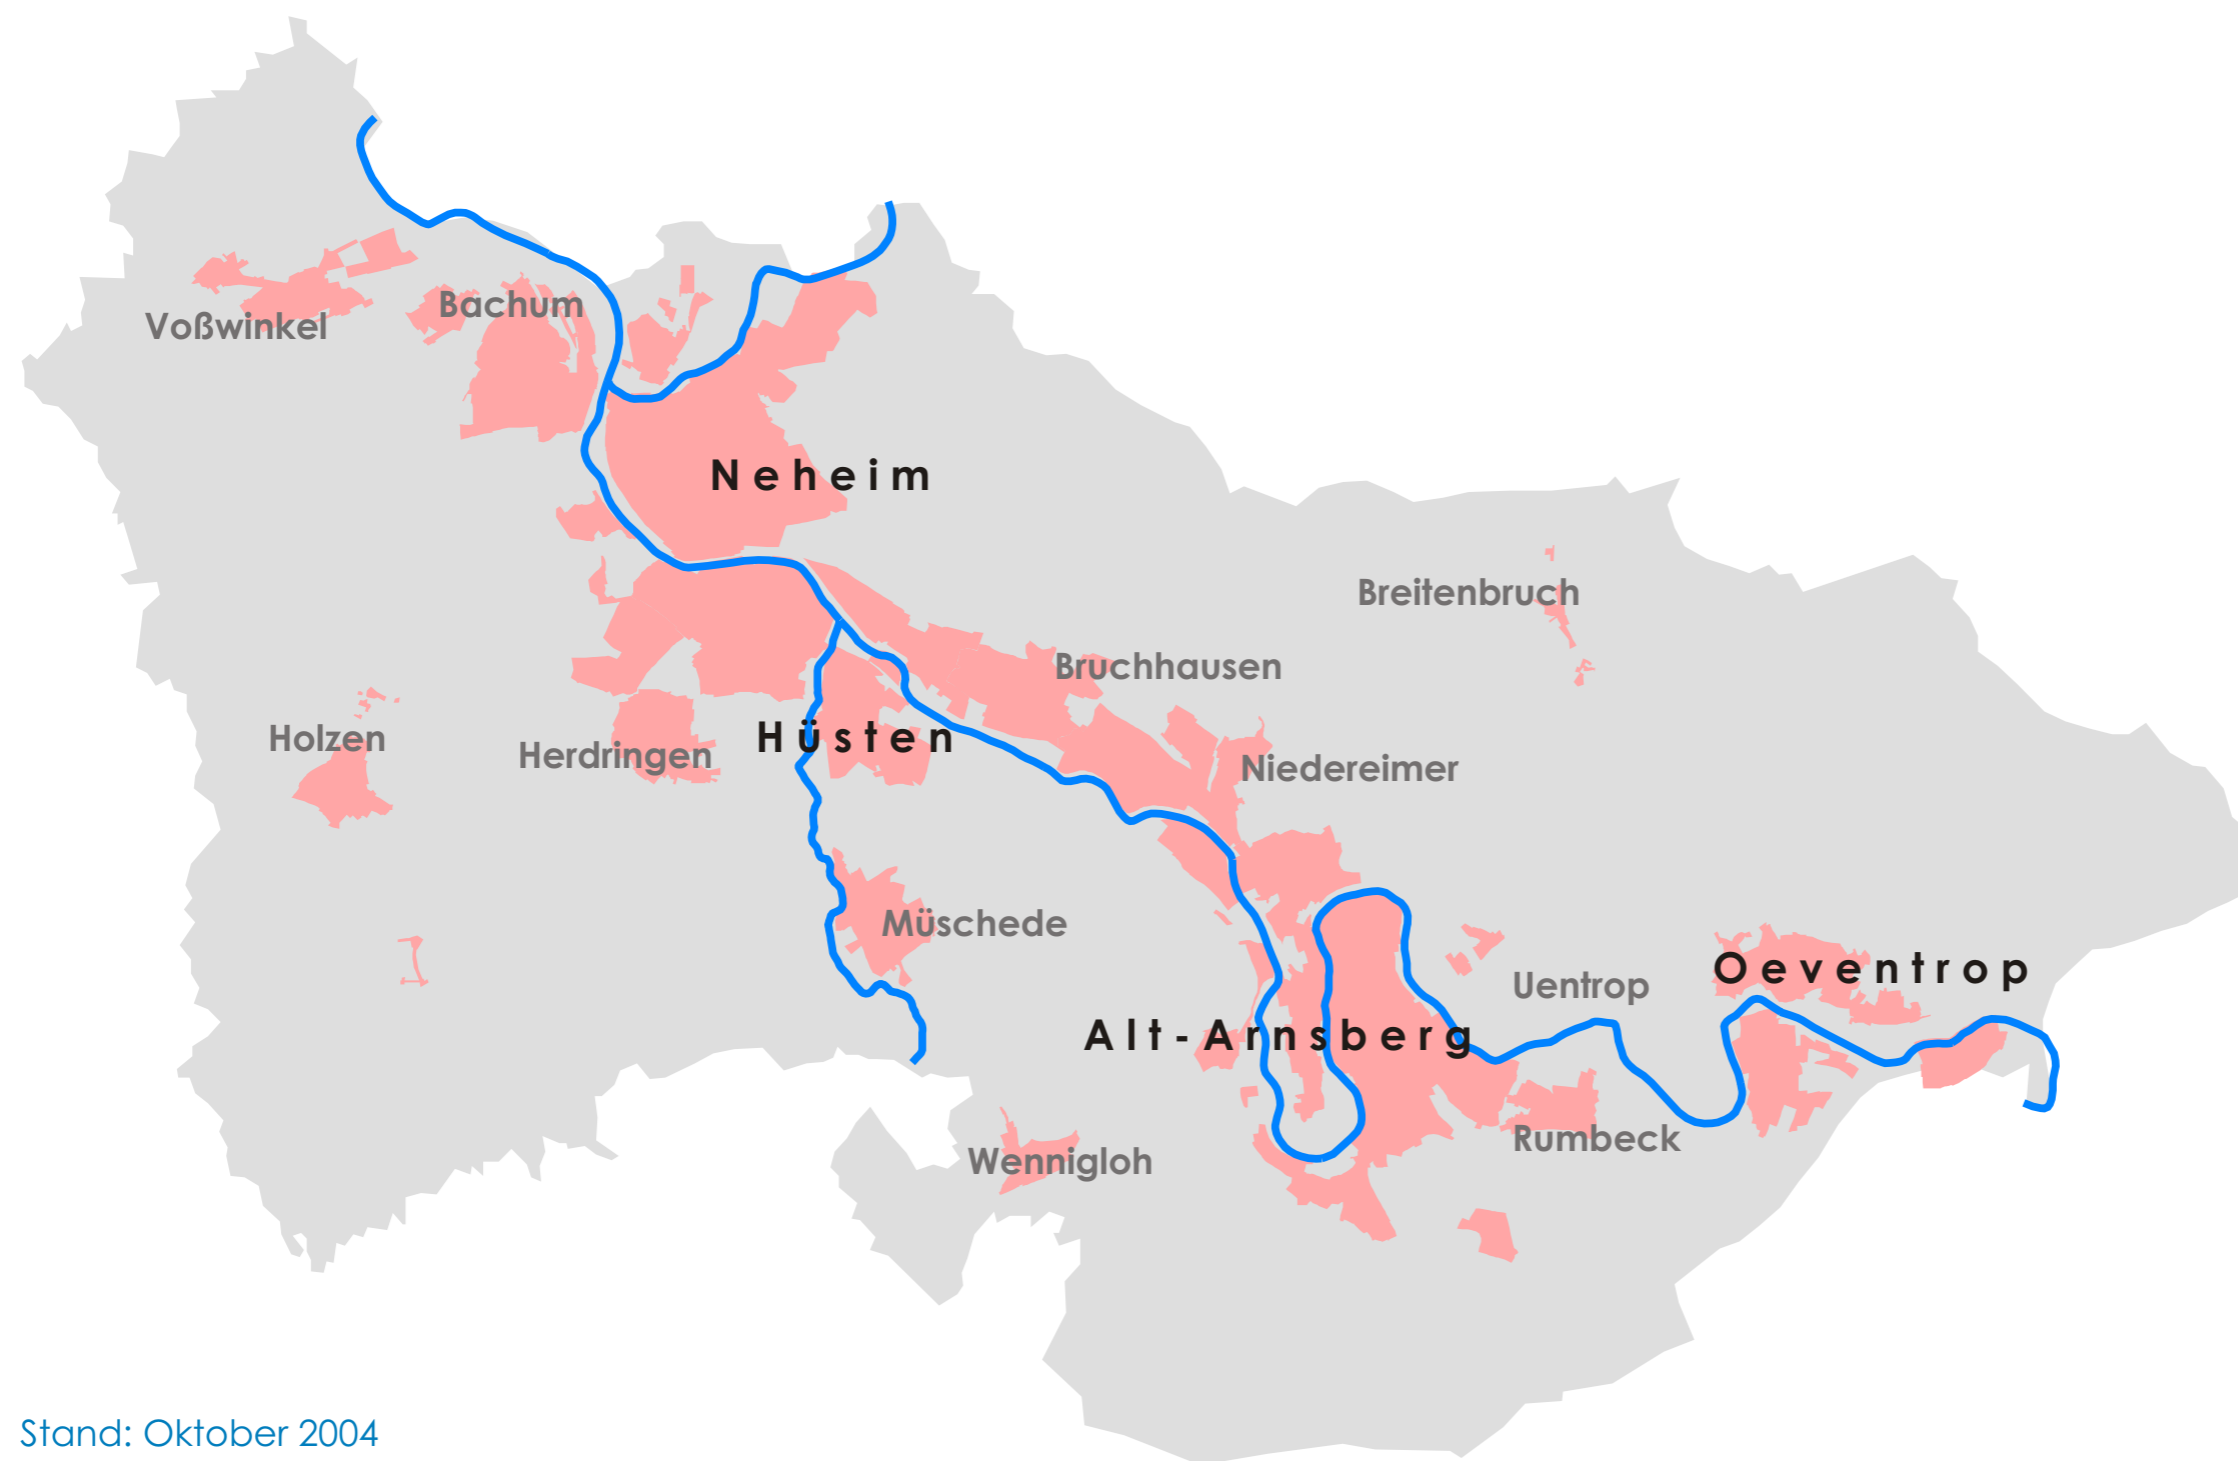 Bachum
Voßwinkel
Neheim
Breitenbruch
Bruchhausen
Holzen
Herdringen
Hüsten
Niedereimer
Müschede
Uentrop
Oeventrop
Alt-Arnsberg
Rumbeck
Wennigloh
Stand: Oktober 2004